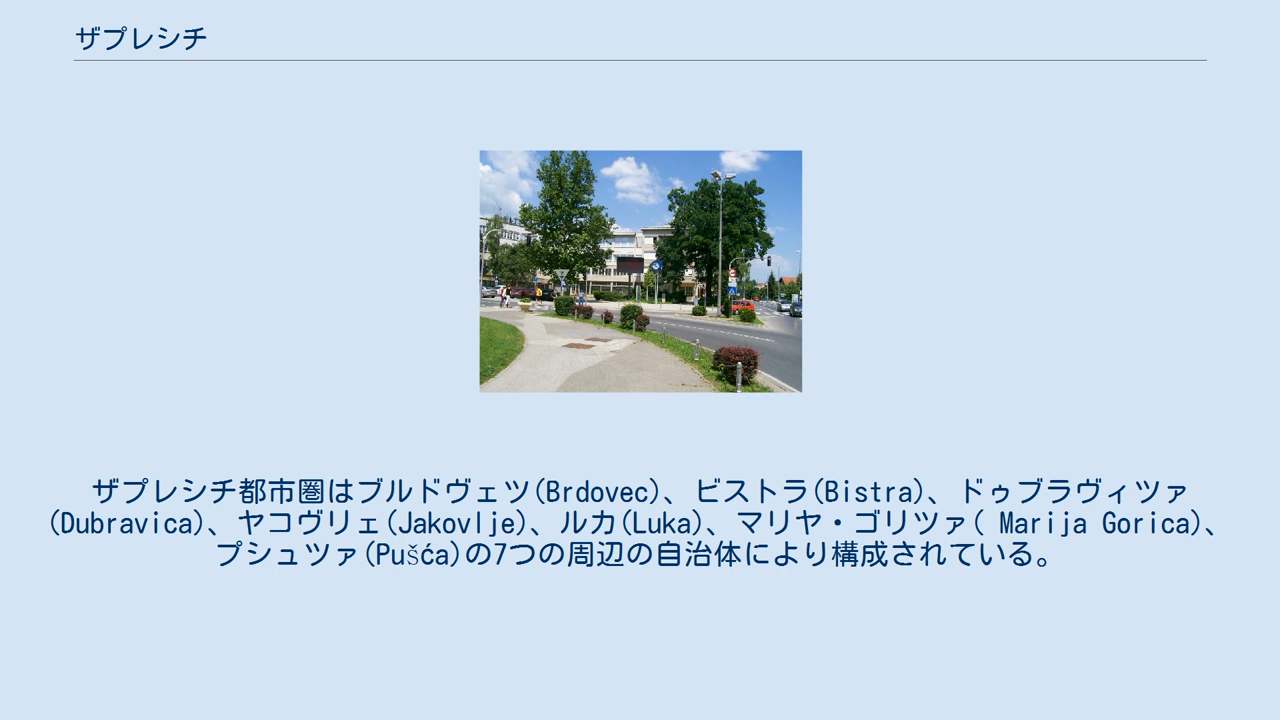 ザプレシチ
ザプレシチ都市圏はブルドヴェツ(Brdovec)、ビストラ(Bistra)、ドゥブラヴィツァ
(Dubravica)、ヤコヴリェ(Jakovlje)、ルカ(Luka)、マリヤ・ゴリツァ( Marija Gorica)、
プシュツァ(Pušća)の7つの周辺の自治体により構成されている。